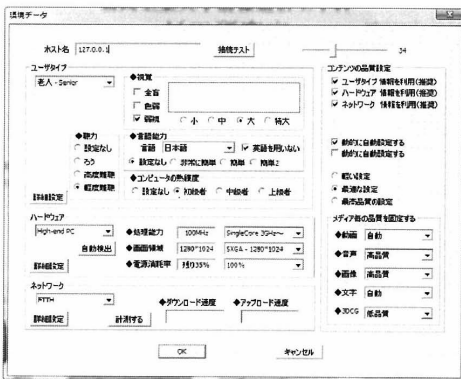 環境データ
ホスト名 127.0.0.1 接続テスト 34
ユーザタイプ
老人 - Senior
◆視覚
全盲
色弱
弱視
小 中 大 特大
◆聴力
設定なし
ろう
高度難聴
軽度難聴
詳細設定
◆言語能力
言語 日本語 英語を用いない
設定なし 非常に簡単 簡単 簡単さ
◆コンピュータの熟練度
設定なし 初級者 中級者 上級者
ハードウェア
High-end PC
自動検出
詳細設定
◆処理能力 100MHz SingleCore 3GHz～
◆画面領域 1280*1024 SXGA - 1280*1024
◆電源消耗率 残り35% 100%
ネットワーク
FTTH
詳細設定 計測する
◆ダウンロード速度 ◆アップロード速度
コンテンツの品質設定
ユーザタイプ 情報を利用(推奨)
ハードウェア 情報を利用(推奨)
ネットワーク 情報を利用(推奨)
動的に自動設定する
動的に自動設定する
軽い設定
最適な設定
最高品質の設定
メディア毎の品質を固定する
◆動画 自動
◆音声 高品質
◆画像 高品質
◆文字 自動
◆3DCG 低品質
OK キャンセル